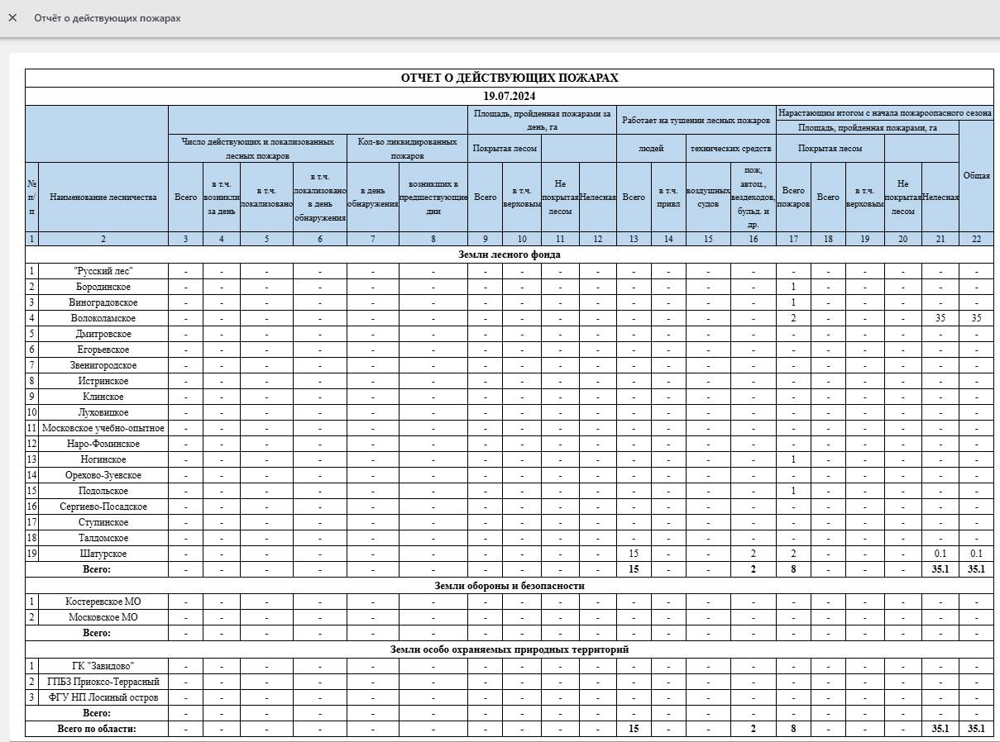 ✕ Отчёт о действующих пожарах
ОТЧЕТ О ДЕЙСТВУЮЩИХ ПОЖАРАХ
19.07.2024
Площадь, пройденная пожарами за день, га
Работает на тушении лесных пожаров
Нарастающим итогом с начала пожароопасного сезона
Площадь, пройденная пожарами, га
Общая
Число действующих и локализованных лесных пожаров
Кол-во ликвидированных пожаров
Покрытая лесом
людей
технических средств
Покрытая лесом
№ п/п
Наименование лесничества
Всего
в т.ч. возникли за день
в т.ч. локализовано
в т.ч. локализовано в день обнаружения
в день обнаружения
возникших в предшествующие дни
Всего
в т.ч. верховым
Не покрытая лесом
Нелесная
Всего
в т.ч. привл
воздушных судов
пож, автоц., вездеходов, бульд. и др.
Всего пожаров
Всего
в т.ч. верховым
Не покрытая лесом
Нелесная
1 2 3 4 5 6 7 8 9 10 11 12 13 14 15 16 17 18 19 20 21 22
Земли лесного фонда
1 "Русский лес" - - - - - - - - - - - - - - - - - - - -
2 Бородинское - - - - - - - - - - - - - - 1 - - - - -
3 Виноградовское - - - - - - - - - - - - - - 1 - - - - -
4 Волоколамское - - - - - - - - - - - - - - 2 - - - 35 35
5 Дмитровское - - - - - - - - - - - - - - - - - - - -
6 Егорьевское - - - - - - - - - - - - - - - - - - - -
7 Звенигородское - - - - - - - - - - - - - - - - - - - -
8 Истринское - - - - - - - - - - - - - - - - - - - -
9 Клинское - - - - - - - - - - - - - - - - - - - -
10 Луховицкое - - - - - - - - - - - - - - - - - - - -
11 Московское учебно-опытное - - - - - - - - - - - - - - - - - - - -
12 Наро-Фоминское - - - - - - - - - - - - - - - - - - - -
13 Ногинское - - - - - - - - - - - - - - 1 - - - - -
14 Орехово-Зуевское - - - - - - - - - - - - - - - - - - - -
15 Подольское - - - - - - - - - - - - - - 1 - - - - -
16 Сергиево-Посадское - - - - - - - - - - - - - - - - - - - -
17 Ступинское - - - - - - - - - - - - - - - - - - - -
18 Талдомское - - - - - - - - - - - - - - - - - - - -
19 Шатурское - - - - - - - - - - 15 - - 2 2 - - - 0.1 0.1
Всего: - - - - - - - - - - 15 - - 2 8 - - - 35.1 35.1
Земли обороны и безопасности
1 Костеревское МО - - - - - - - - - - - - - - - - - - - -
2 Московское МО - - - - - - - - - - - - - - - - - - - -
Всего: - - - - - - - - - - - - - - - - - - - -
Земли особо охраняемых природных территорий
1 ГК "Завидово" - - - - - - - - - - - - - - - - - - - -
2 ГПБЗ Приоксо-Террасный - - - - - - - - - - - - - - - - - - - -
3 ФГУ НП Лосиный остров - - - - - - - - - - - - - - - - - - - -
Всего: - - - - - - - - - - - - - - - - - - - -
Всего по области: - - - - - - - - - - 15 - - 2 8 - - - 35.1 35.1